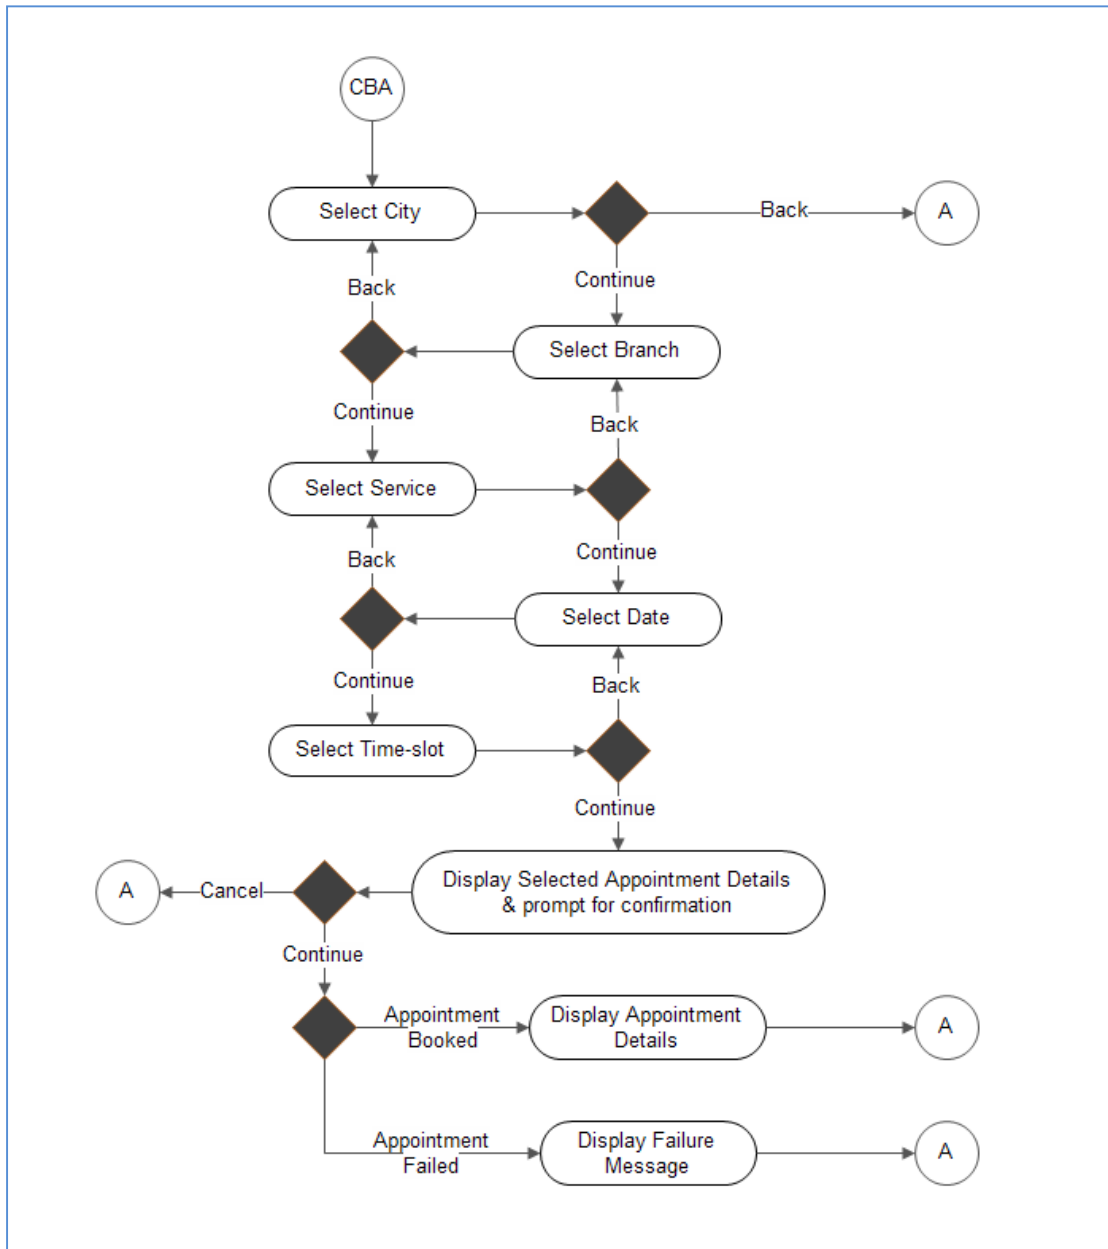 CBA
Select City
Back
A
Continue
Back
Select Branch
Continue
Back
Select Service
Continue
Back
Select Date
Continue
Back
Select Time-slot
Continue
Display Selected Appointment Details
& prompt for confirmation
A
Cancel
Continue
Appointment
Booked
Display Appointment
Details
A
Appointment
Failed
Display Failure
Message
A